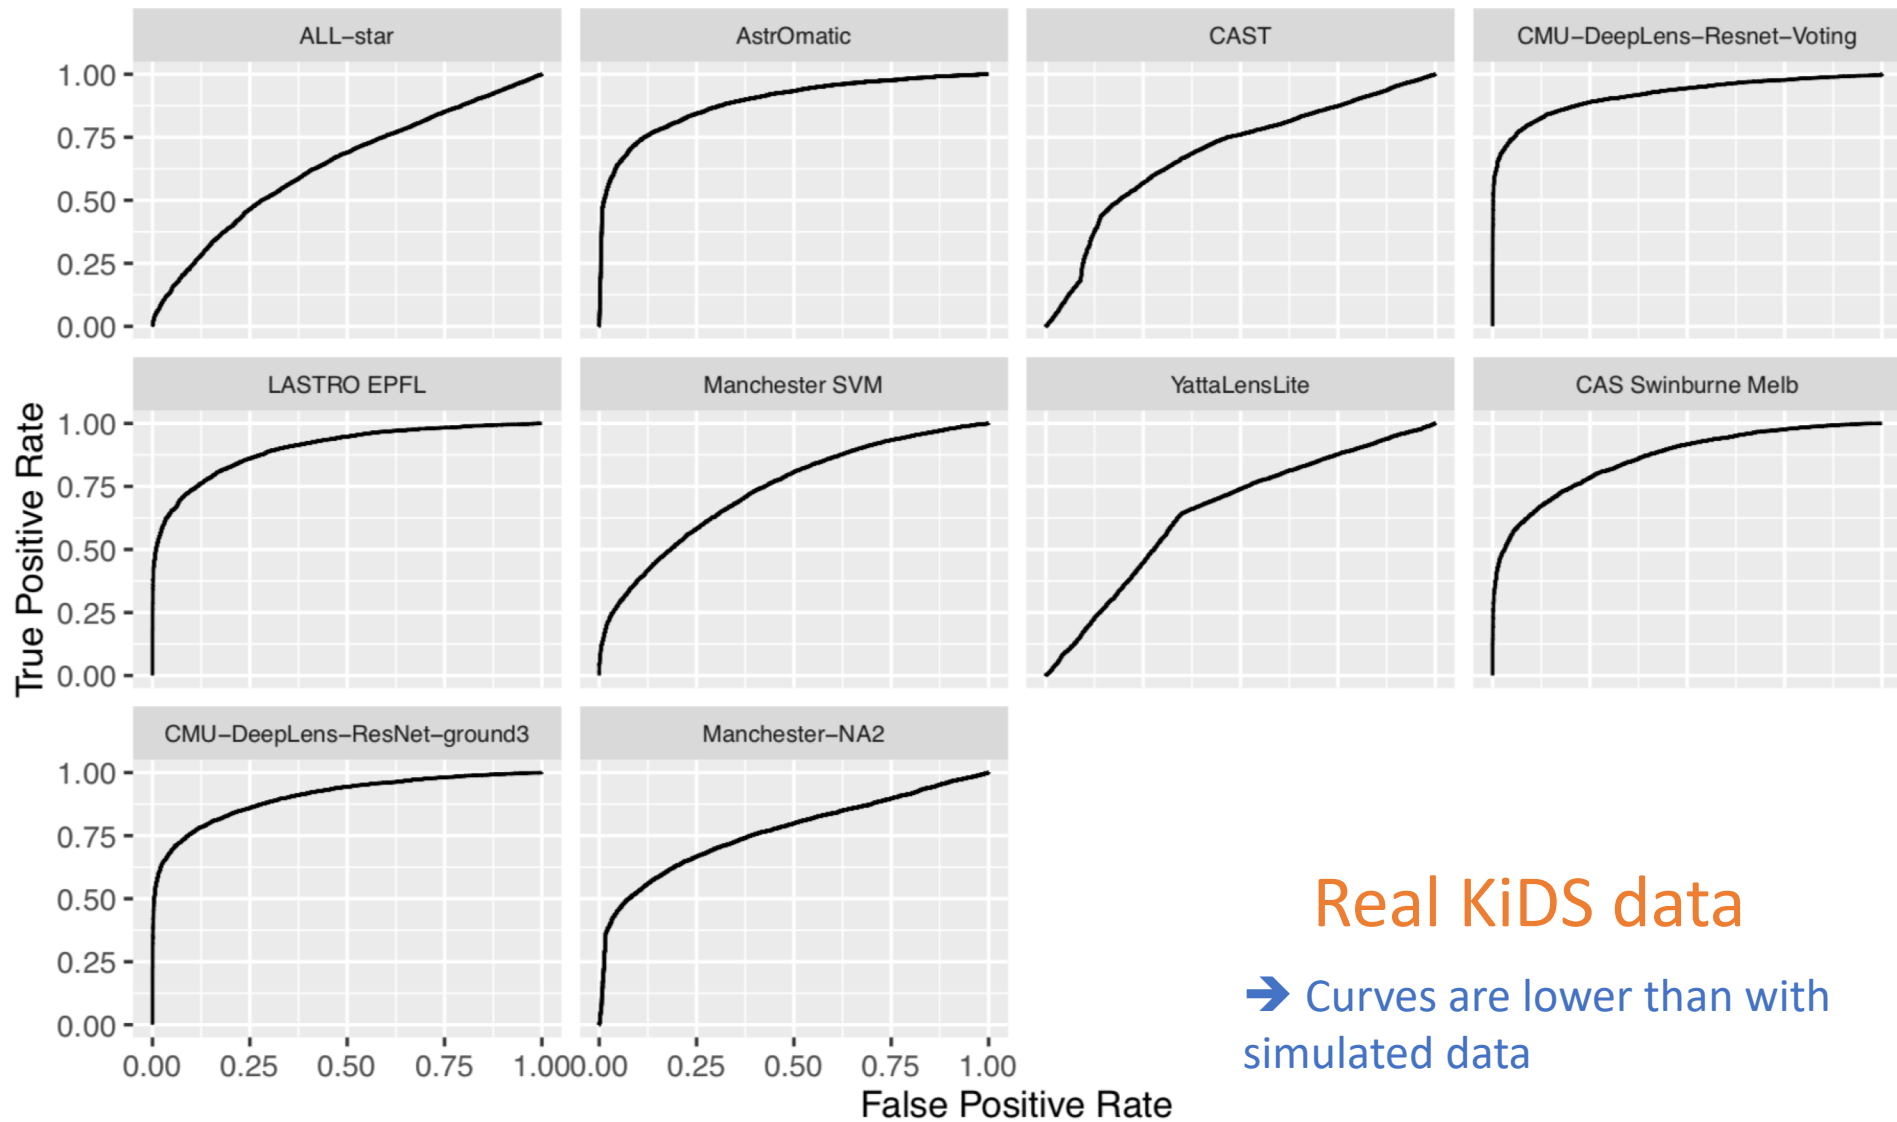 ALL−star
AstrOmatic
CAST
CMU−DeepLens−Resnet−Voting
1.00
0.75
0.50
0.25
0.00
LASTRO EPFL
Manchester SVM
YattaLensLite
CAS Swinburne Melb
True Positive Rate
1.00
0.75
0.50
0.25
0.00
CMU−DeepLens−ResNet−ground3
Manchester−NA2
1.00
0.75
0.50
0.25
0.00
0.00 0.25 0.50 0.75 1.00
0.00 0.25 0.50 0.75 1.00
False Positive Rate
Real KiDS data
➔ Curves are lower than with
simulated data